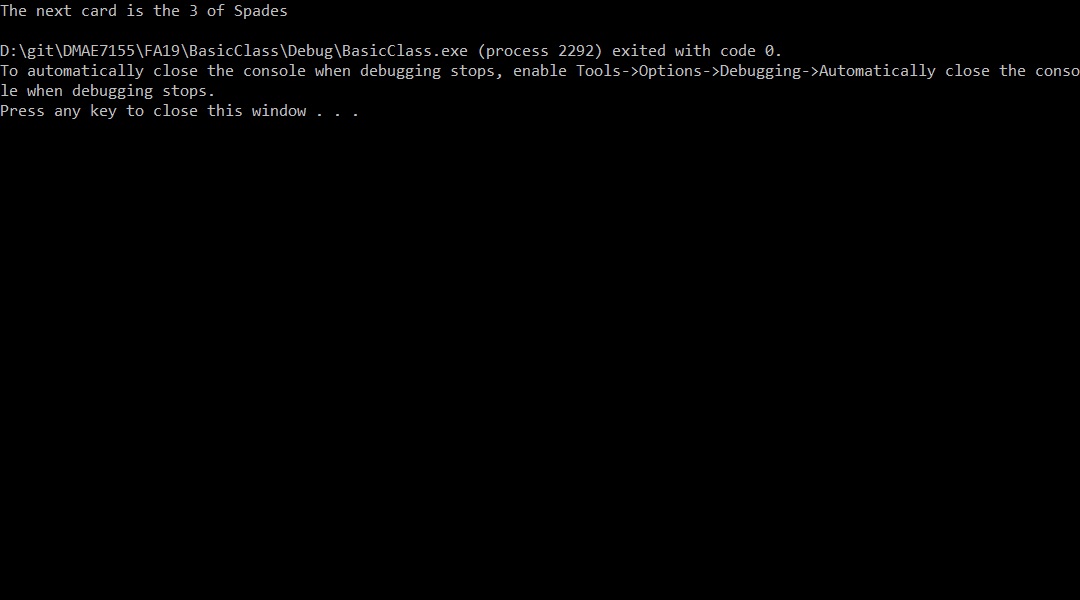 The next card is the 3 of Spades
D:\git\DMAE7155\FA19\BasicClass\Debug\BasicClass.exe (process 2292) exited with code 0.
To automatically close the console when debugging stops, enable Tools->Options->Debugging->Automatically close the conso
le when debugging stops.
Press any key to close this window . . .